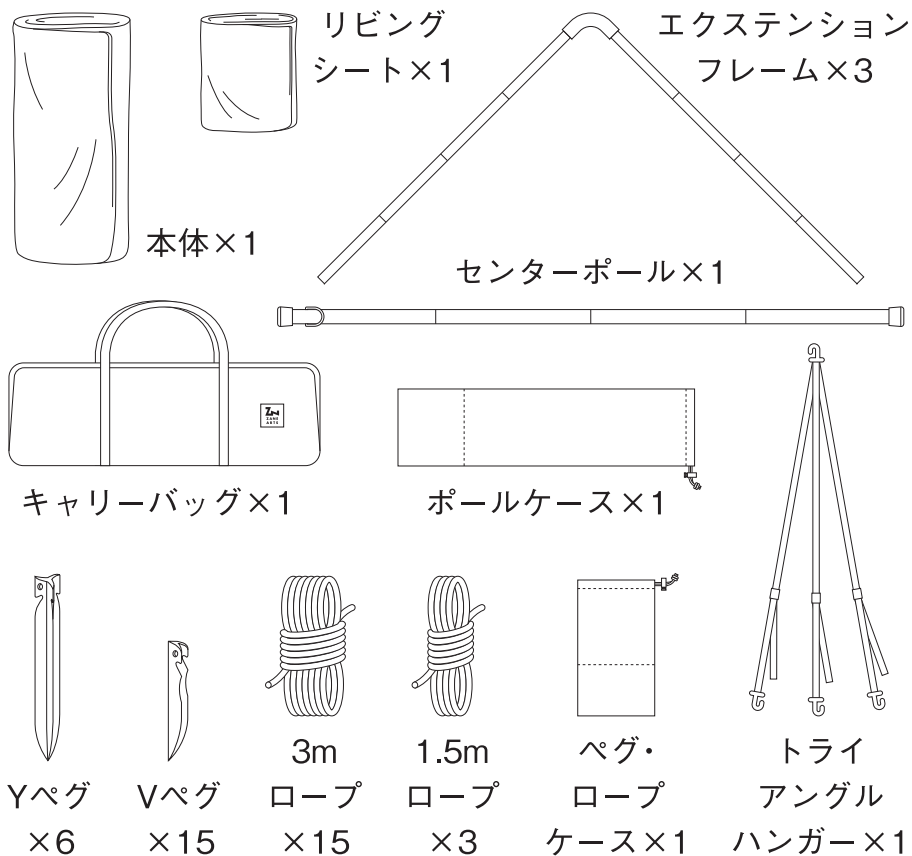 リビング
シート×1
エクステンション
フレーム×3
本体×1
センターポール×1
ZN
ZANE
ARTS
キャリーバッグ×1
ポールケース×1
Yペグ
×6
Vペグ
×15
3m
ロープ
×15
1.5m
ロープ
×3
ペグ・
ロープ
ケース×1
トライ
アングル
ハンガー×1